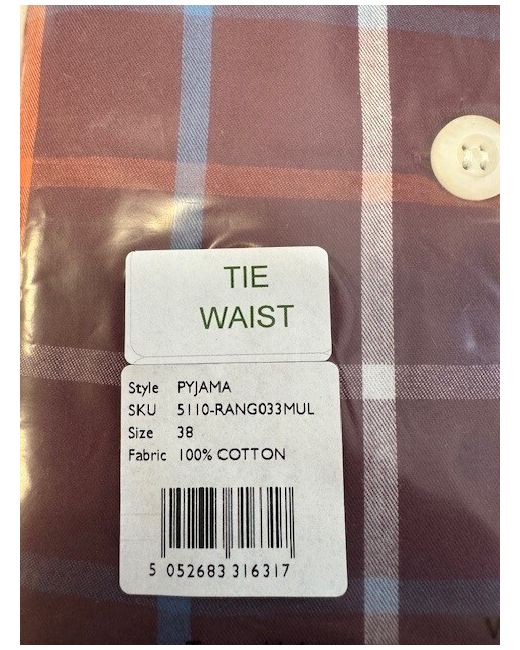 TIE
WAIST
Style PYJAMA
SKU 5110-RANG033MUL
Size 38
Fabric 100% COTTON
5 052683 316317